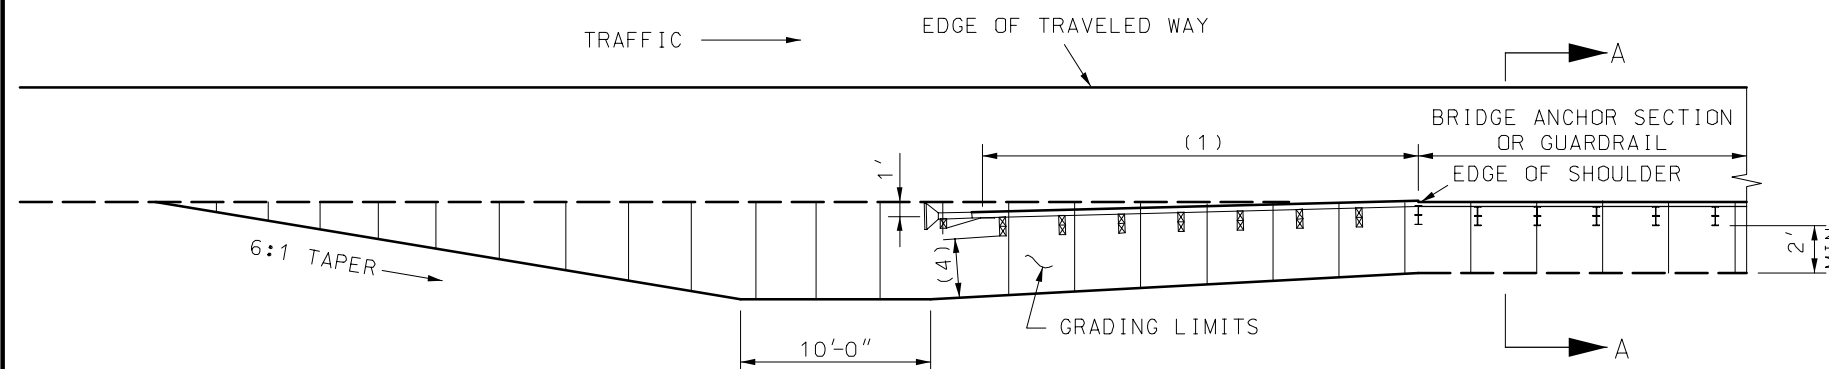 EDGE OF TRAVELED WAY
TRAFFIC
A
BRIDGE ANCHOR SECTION
OR GUARDRAIL
(1)
1'
EDGE OF SHOULDER
6:1 TAPER
(4)
2'
GRADING LIMITS
10'-0"
A